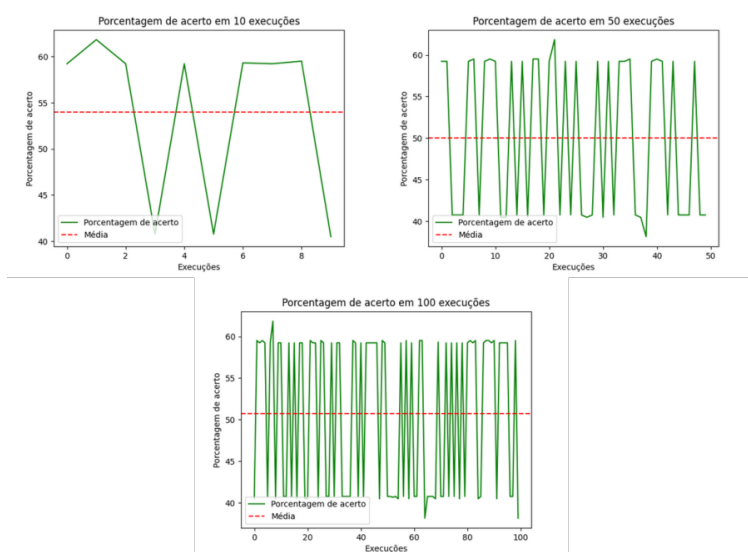 Porcentagem de acerto em 10 execuções
Porcentagem de acerto
60
55
50
45
40
Porcentagem de acerto
Média
0 2 4 6 8
Execuções
Porcentagem de acerto em 50 execuções
Porcentagem de acerto
60
55
50
45
40
Porcentagem de acerto
Média
0 10 20 30 40 50
Execuções
Porcentagem de acerto em 100 execuções
Porcentagem de acerto
60
55
50
45
40
Porcentagem de acerto
Média
0 20 40 60 80 100
Execuções